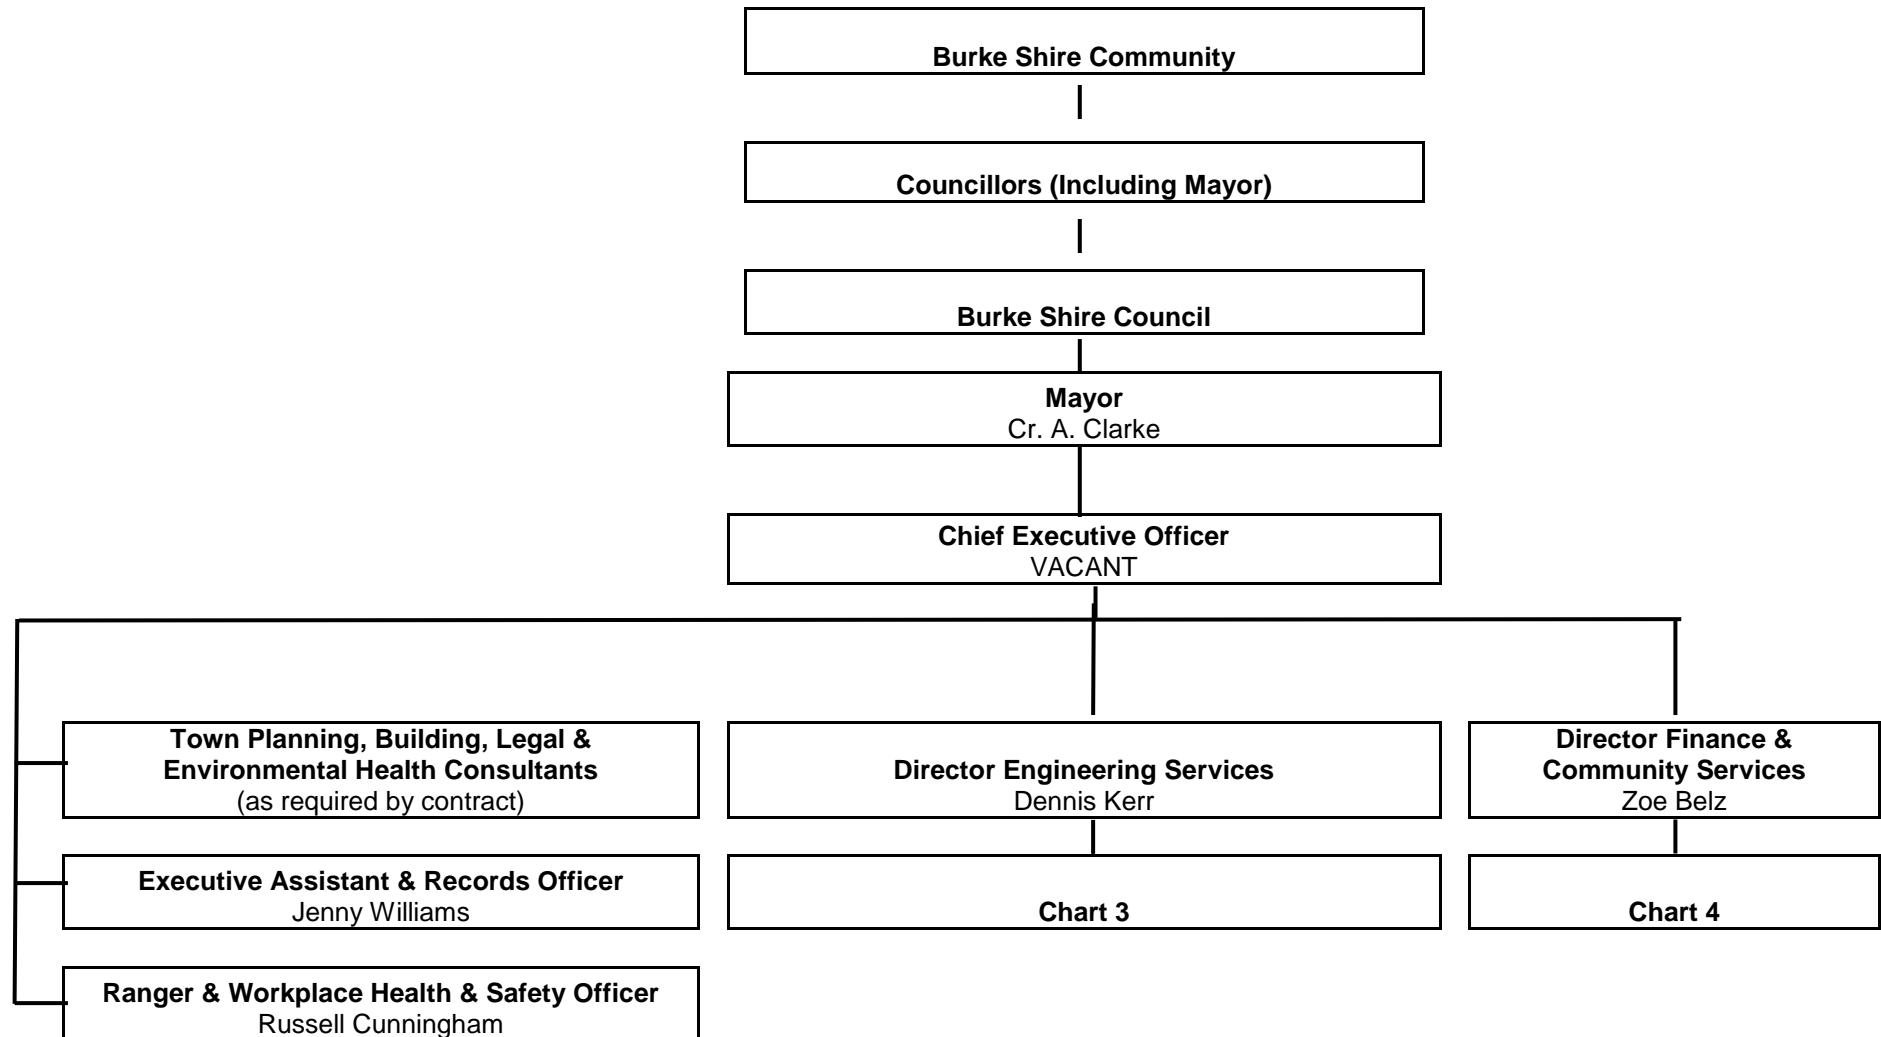 Burke Shire Community
Councillors (Including Mayor)
Burke Shire Council
Mayor
Cr. A. Clarke
Chief Executive Officer
VACANT
Town Planning, Building, Legal &
Environmental Health Consultants
(as required by contract)
Director Engineering Services
Dennis Kerr
Director Finance &
Community Services
Zoe Belz
Executive Assistant & Records Officer
Jenny Williams
Chart 3
Chart 4
Ranger & Workplace Health & Safety Officer
Russell Cunningham